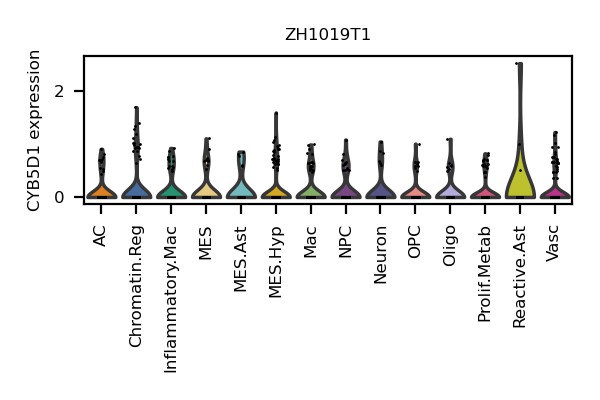 ZH1019T1
CYB5D1 expression
2
0
AC
Chromatin.Reg
Inflammatory.Mac
MES
MES.Ast
MES.Hyp
Mac
NPC
Neuron
OPC
Oligo
Prolif.Metab
Reactive.Ast
Vasc